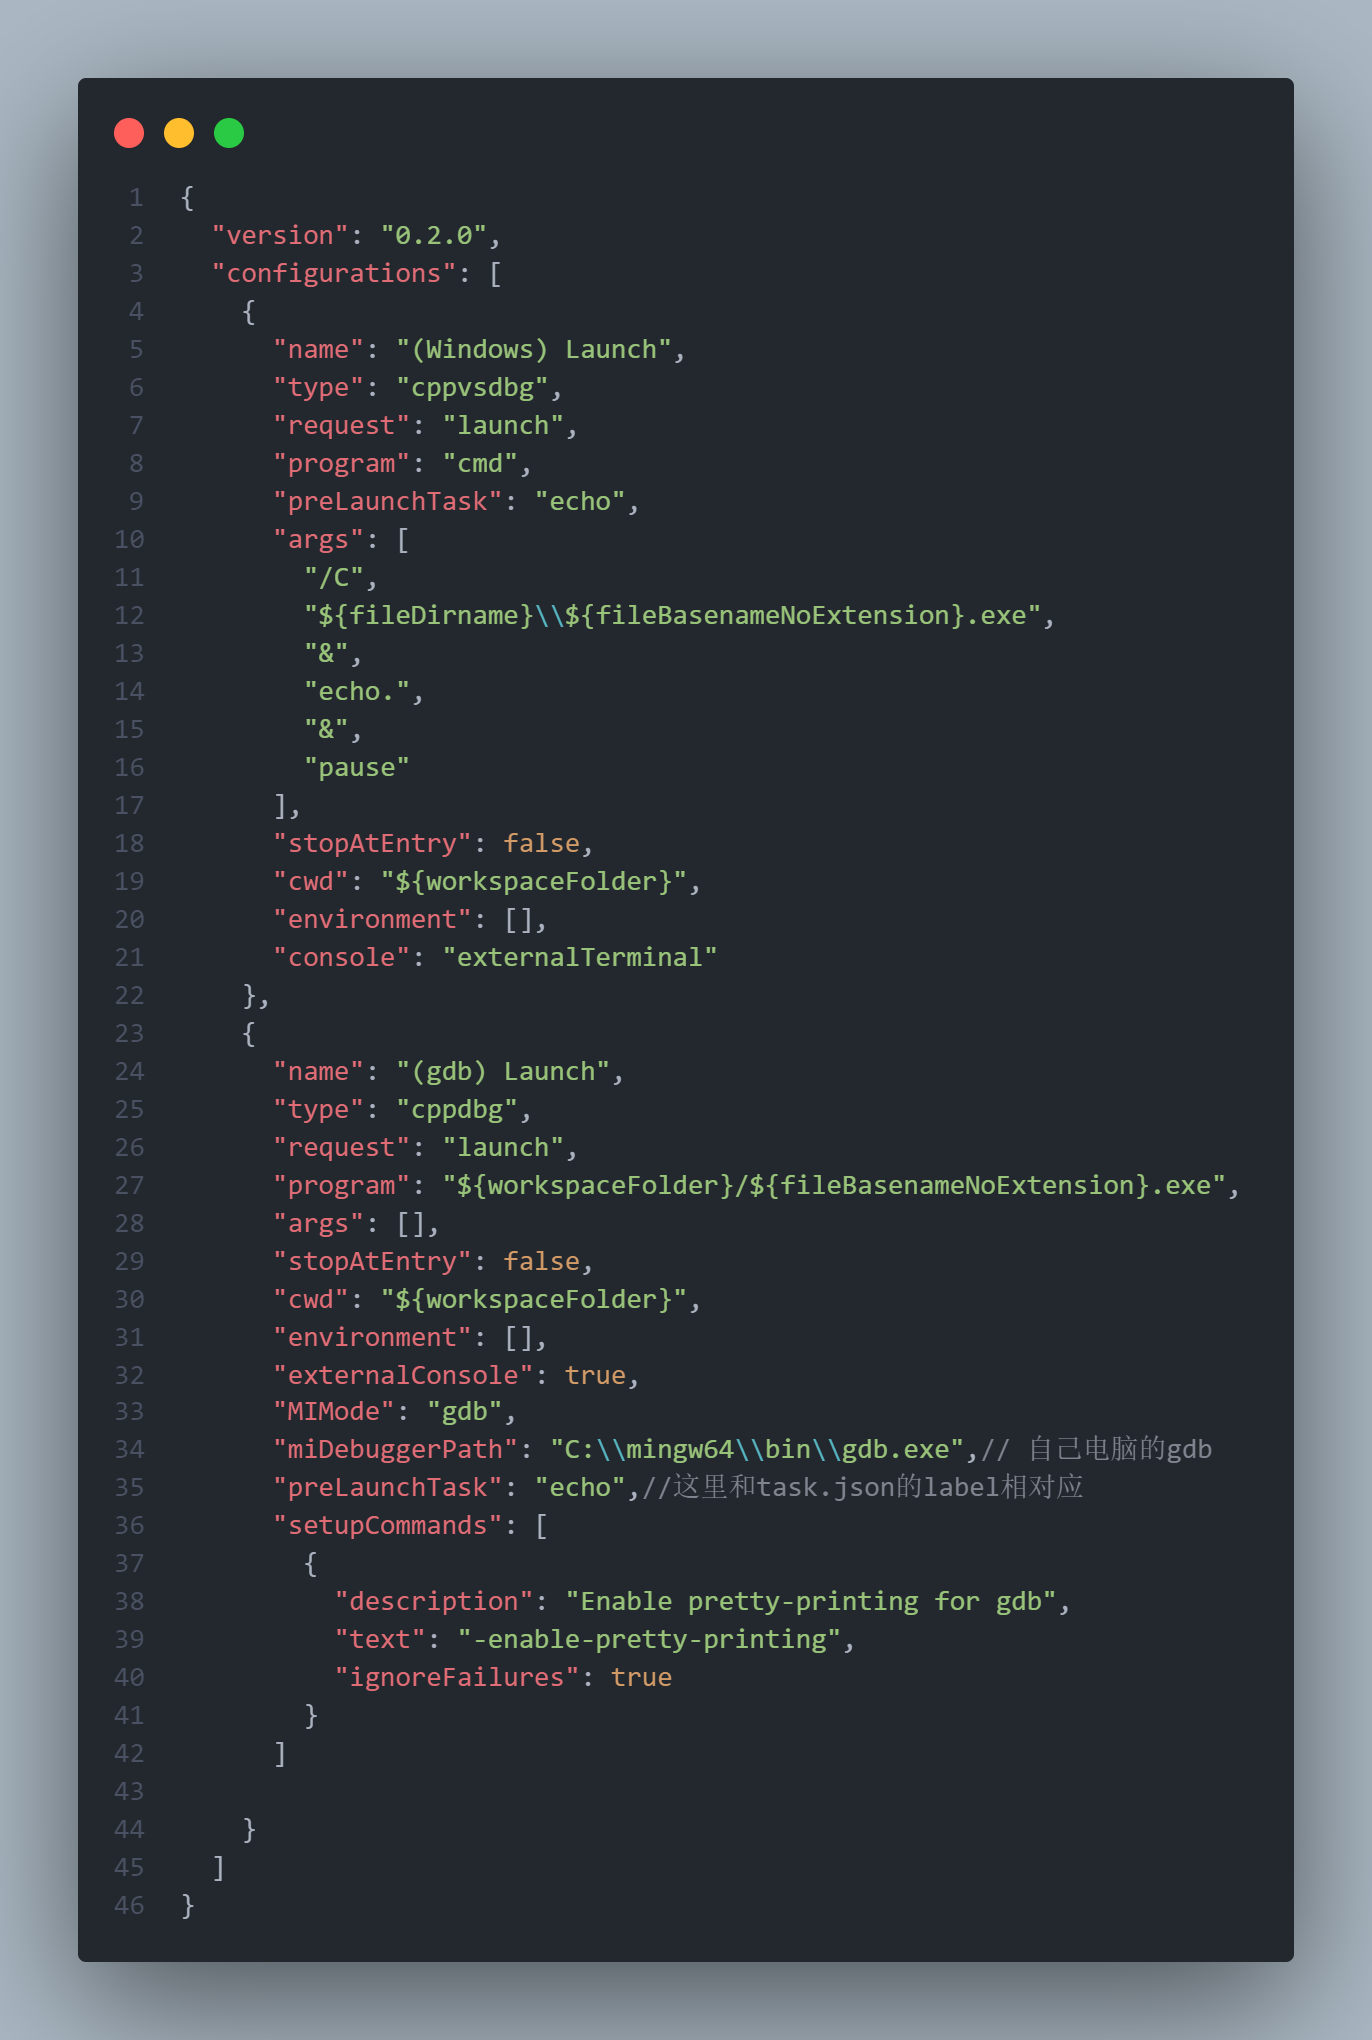 1 {
2   "version": "0.2.0",
3   "configurations": [
4     {
5       "name": "(Windows) Launch",
6       "type": "cppvsdbg",
7       "request": "launch",
8       "program": "cmd",
9       "preLaunchTask": "echo",
10       "args": [
11         "/C",
12         "${fileDirname}\\${fileBasenameNoExtension}.exe",
13         "&",
14         "echo.",
15         "&",
16         "pause"
17       ],
18       "stopAtEntry": false,
19       "cwd": "${workspaceFolder}",
20       "environment": [],
21       "console": "externalTerminal"
22     },
23     {
24       "name": "(gdb) Launch",
25       "type": "cppdbg",
26       "request": "launch",
27       "program": "${workspaceFolder}/${fileBasenameNoExtension}.exe",
28       "args": [],
29       "stopAtEntry": false,
30       "cwd": "${workspaceFolder}",
31       "environment": [],
32       "externalConsole": true,
33       "MIMode": "gdb",
34       "miDebuggerPath": "C:\\mingw64\\bin\\gdb.exe",// 自己电脑的gdb
35       "preLaunchTask": "echo",//这里和task.json的label相对应
36       "setupCommands": [
37         {
38           "description": "Enable pretty-printing for gdb",
39           "text": "-enable-pretty-printing",
40           "ignoreFailures": true
41         }
42       ]
43
44     }
45   ]
46 }